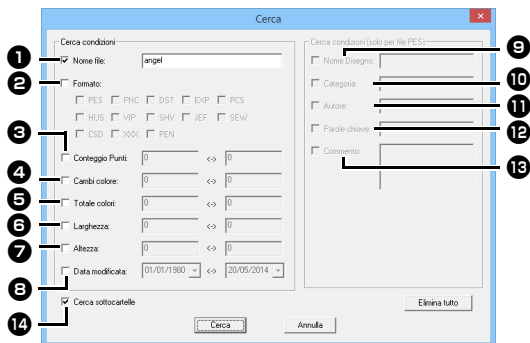 Cerca
Cerca condizioni
1 Nome file: angel
2 Formato:
PES PHC DST EXP PCS
HUS VIP SHV JEF SEW
CSD XXX PEN
3 Conteggio Punti: 0 <-> 0
4 Cambi colore: 0 <-> 0
5 Totale colori: 0 <-> 0
6 Larghezza: 0 <-> 0
7 Altezza: 0 <-> 0
8 Data modificata: 01/01/1980 <-> 20/05/2014
14 Cerca sottocartelle
Cerca condizioni (solo per file PES)
Nome Disegno: 9
Categoria: 10
Autore: 11
Parole chiave: 12
Commento: 13
Elimina tutto
Cerca Annulla